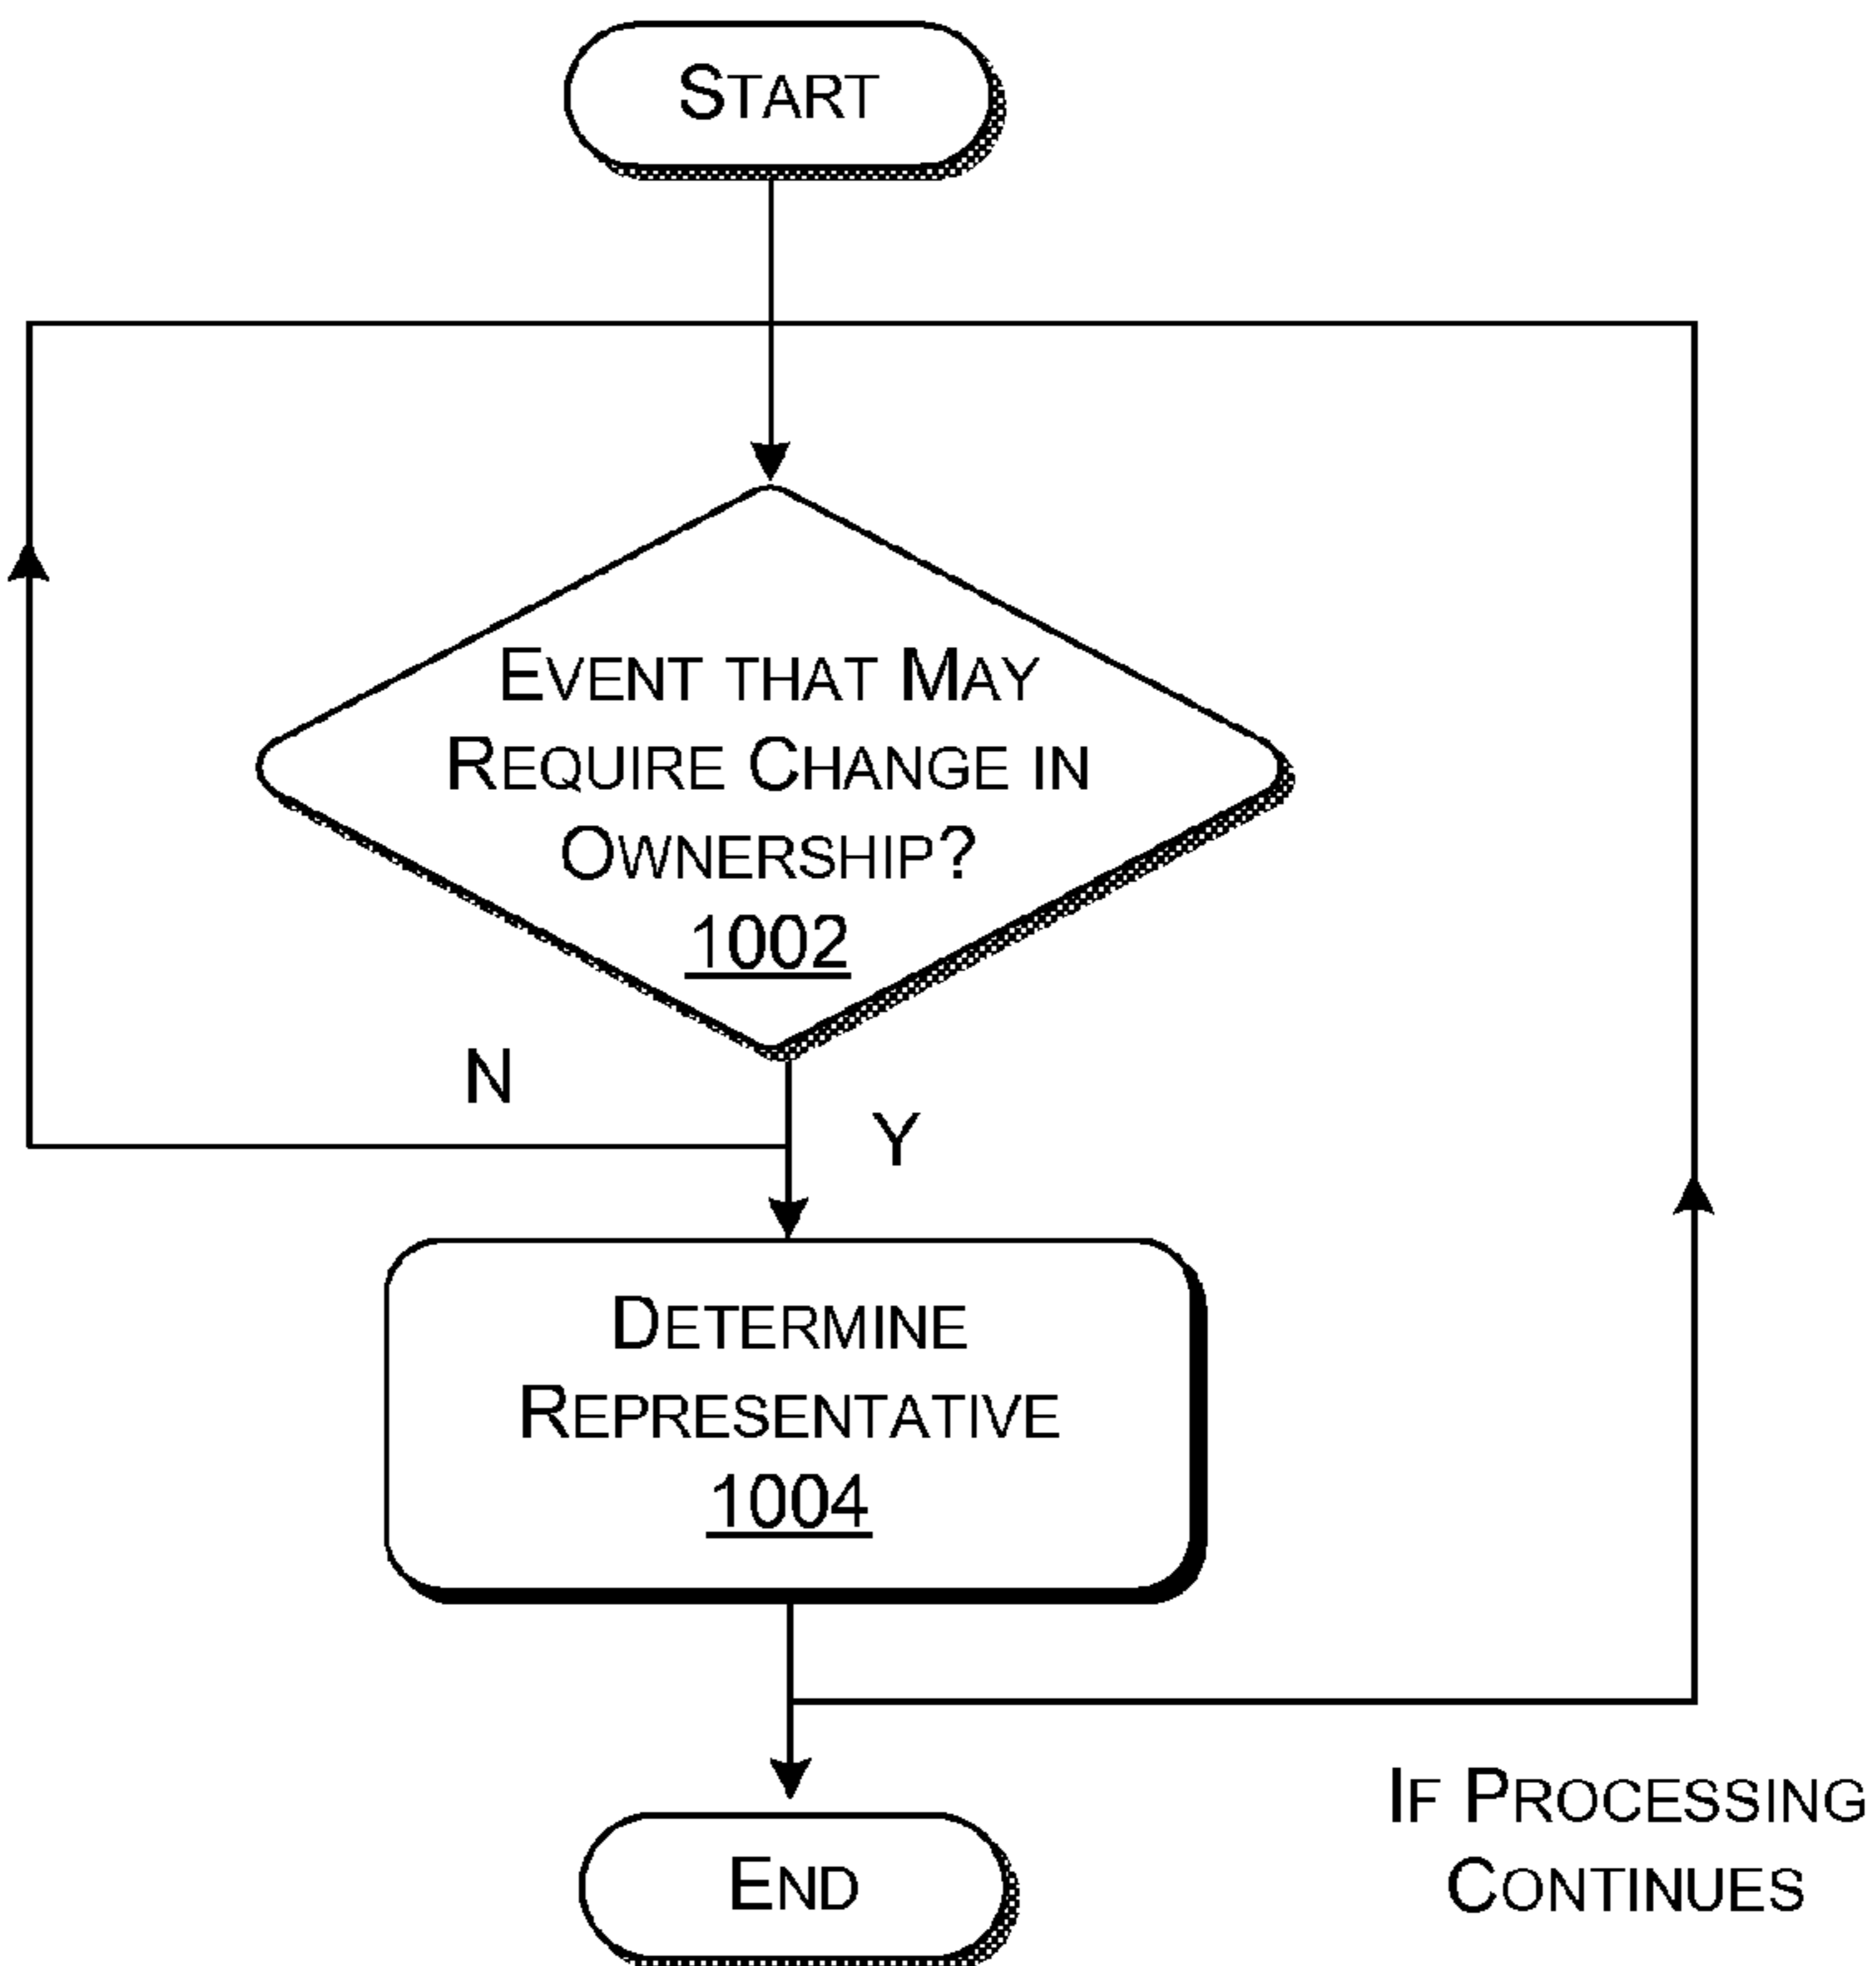 START
EVENT THAT MAY
REQUIRE CHANGE IN
OWNERSHIP?
1002
N
Y
DETERMINE
REPRESENTATIVE
1004
IF PROCESSING
CONTINUES
END